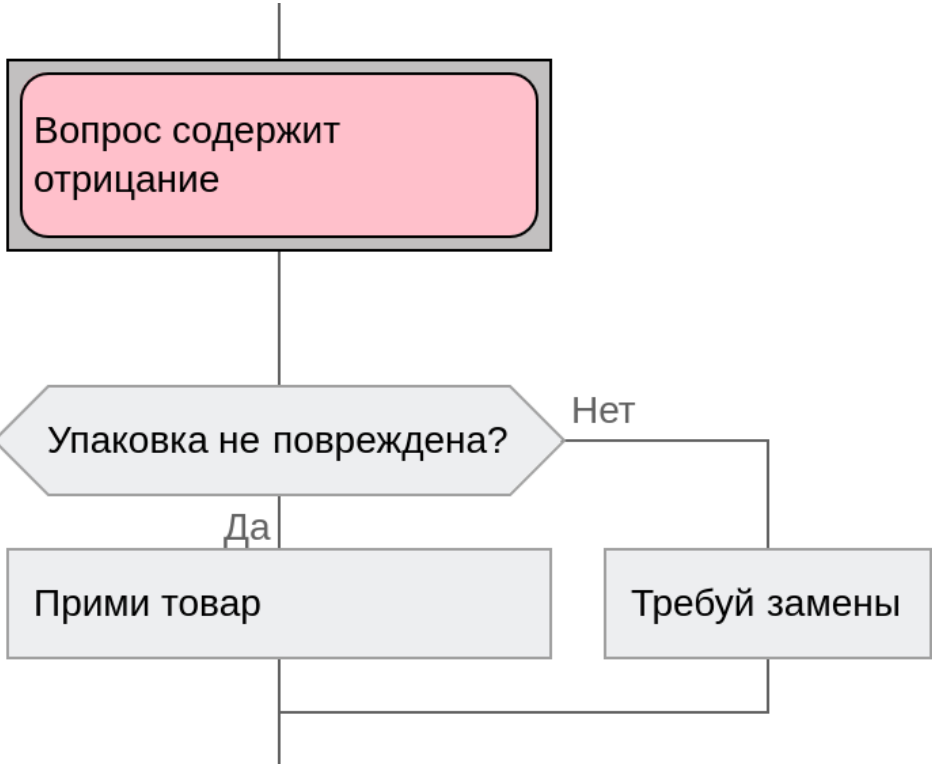 Вопрос содержит
отрицание
Нет
Упаковка не повреждена?
Да
Прими товар
Требуй замены